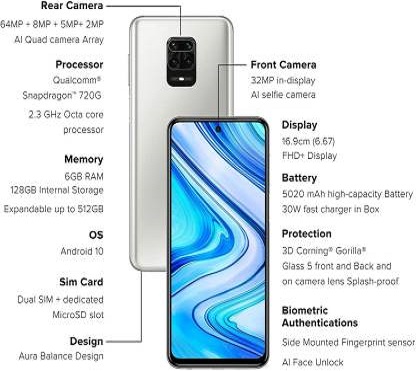 Rear Camera
64MP + 8MP + 5MP+ 2MP
AI Quad camera Array
Processor
Qualcomm®
Snapdragon™ 720G
2.3 GHz Octa core
processor
Memory
6GB RAM
128GB Internal Storage
Expandable up to 512GB
OS
Android 10
Sim Card
Dual SIM + dedicated
MicroSD slot
Design
Aura Balance Design
Front Camera
32MP in-display
AI selfie camera
Display
16.9cm (6.67)
FHD+ Display
Battery
5020 mAh high-capacity Battery
30W fast charger in Box
Protection
3D Corning® Gorilla®
Glass 5 front and Back and
on camera lens Splash-proof
Biometric
Authentications
Side Mounted Fingerprint sensor
AI Face Unlock